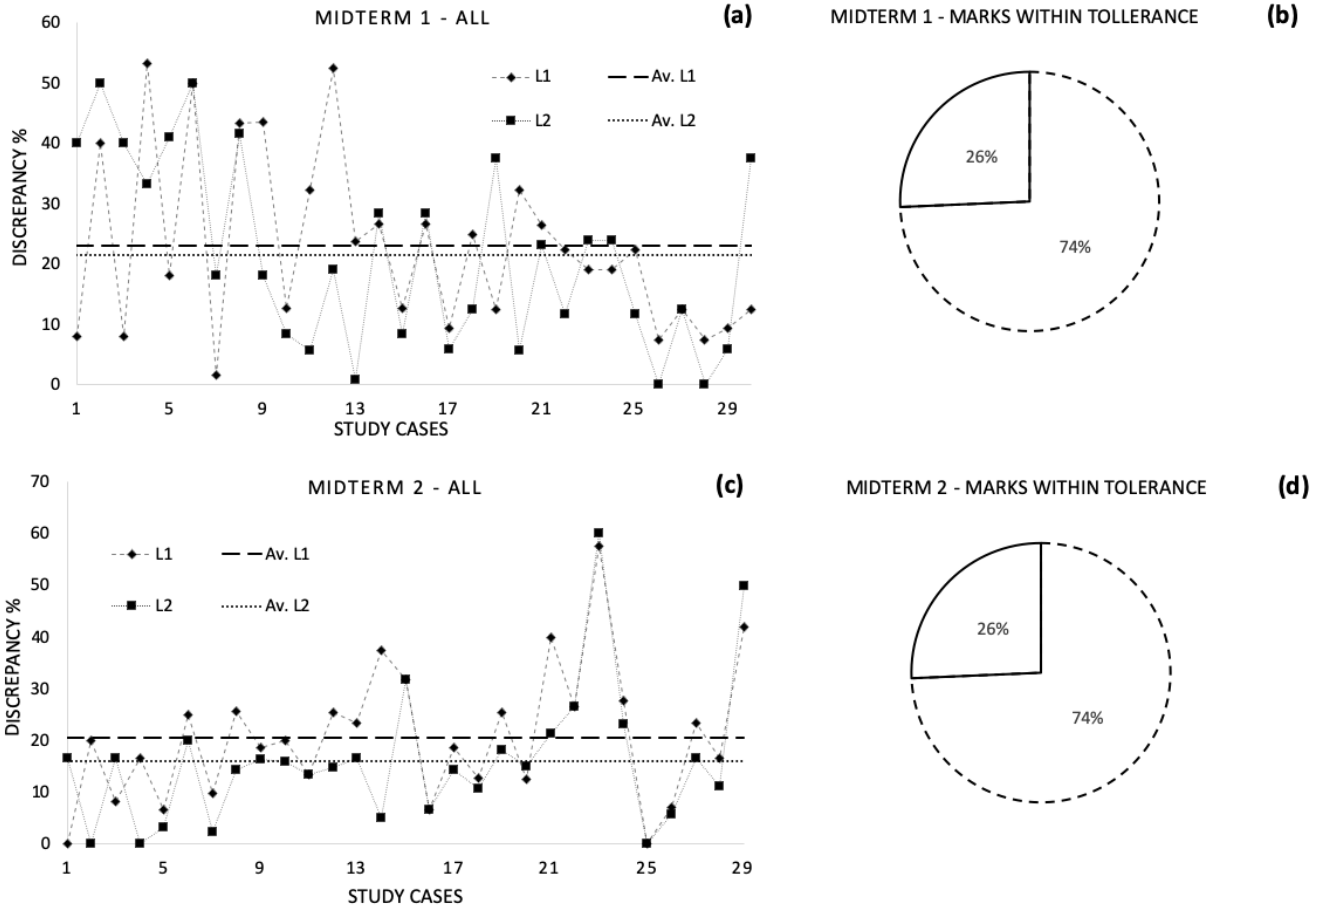 MIDTERM 1 - ALL
(a)
60
50
40
30
20
10
0
DISCREPANCY %
L1
Av. L1
L2
Av. L2
1 5 9 13 17 21 25 29
STUDY CASES
MIDTERM 1 - MARKS WITHIN TOLLERANCE
(b)
26%
74%
MIDTERM 2 - ALL
(c)
70
60
50
40
30
20
10
0
DISCREPANCY %
L1
Av. L1
L2
Av. L2
1 5 9 13 17 21 25 29
STUDY CASES
MIDTERM 2 - MARKS WITHIN TOLERANCE
(d)
26%
74%